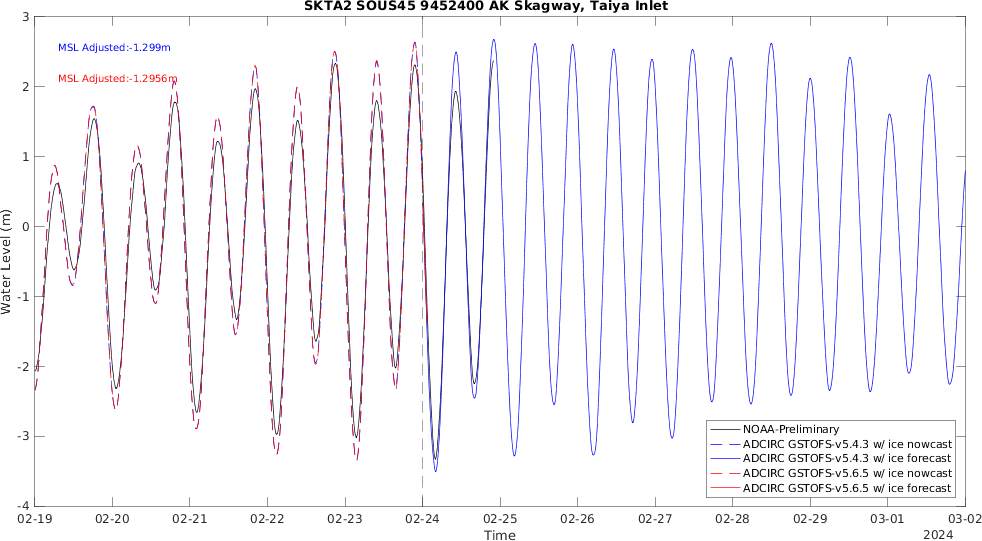 SKTA2 SOUS45 9452400 AK Skagway, Taiya Inlet
3
2
1
0
-1
-2
-3
-4
Water Level (m)
MSL Adjusted:-1.299m
MSL Adjusted:-1.2956m
NOAA-Preliminary
ADCIRC GSTOFS-v5.4.3 w/ ice nowcast
ADCIRC GSTOFS-v5.4.3 w/ ice forecast
ADCIRC GSTOFS-v5.6.5 w/ ice nowcast
ADCIRC GSTOFS-v5.6.5 w/ ice forecast
02-19 02-20 02-21 02-22 02-23 02-24 02-25 02-26 02-27 02-28 02-29 03-01 03-02
Time
2024